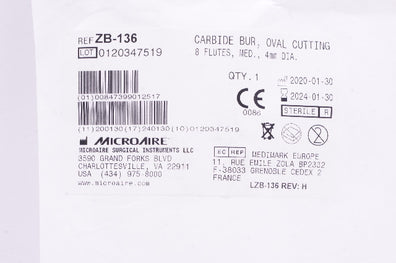 REF ZB-136
LOT 0120347519
CARBIDE BUR, OVAL CUTTING
8 FLUTES, MED., 4mm DIA.
(01)00847399012517
QTY. 1
2020-01-30
2024-01-30
CE
0086
STERILE R
(11)200130(17)240130(10)0120347519
MICROAIRE
MICROAIRE SURGICAL INSTRUMENTS LLC
3590 GRAND FORKS BLVD
CHARLOTTESVILLE, VA 22911
USA (434) 975-8000
www.microaire.com
EC REP MEDIMARK EUROPE
11, RUE EMILE ZOLA BP2332
F-38033 GRENOBLE CEDEX 2
FRANCE
LZB-136 REV: H